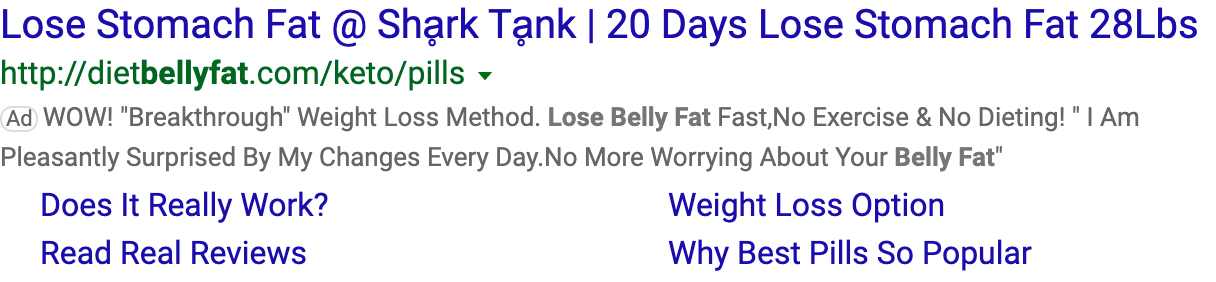 Lose Stomach Fat @ Shḁrk Tḁnk | 20 Days Lose Stomach Fat 28Lbs
http://dietbellyfat.com/keto/pills
Ad WOW! "Breakthrough" Weight Loss Method. Lose Belly Fat Fast,No Exercise & No Dieting! " I Am
Pleasantly Surprised By My Changes Every Day.No More Worrying About Your Belly Fat"
Does It Really Work? Weight Loss Option
Read Real Reviews Why Best Pills So Popular